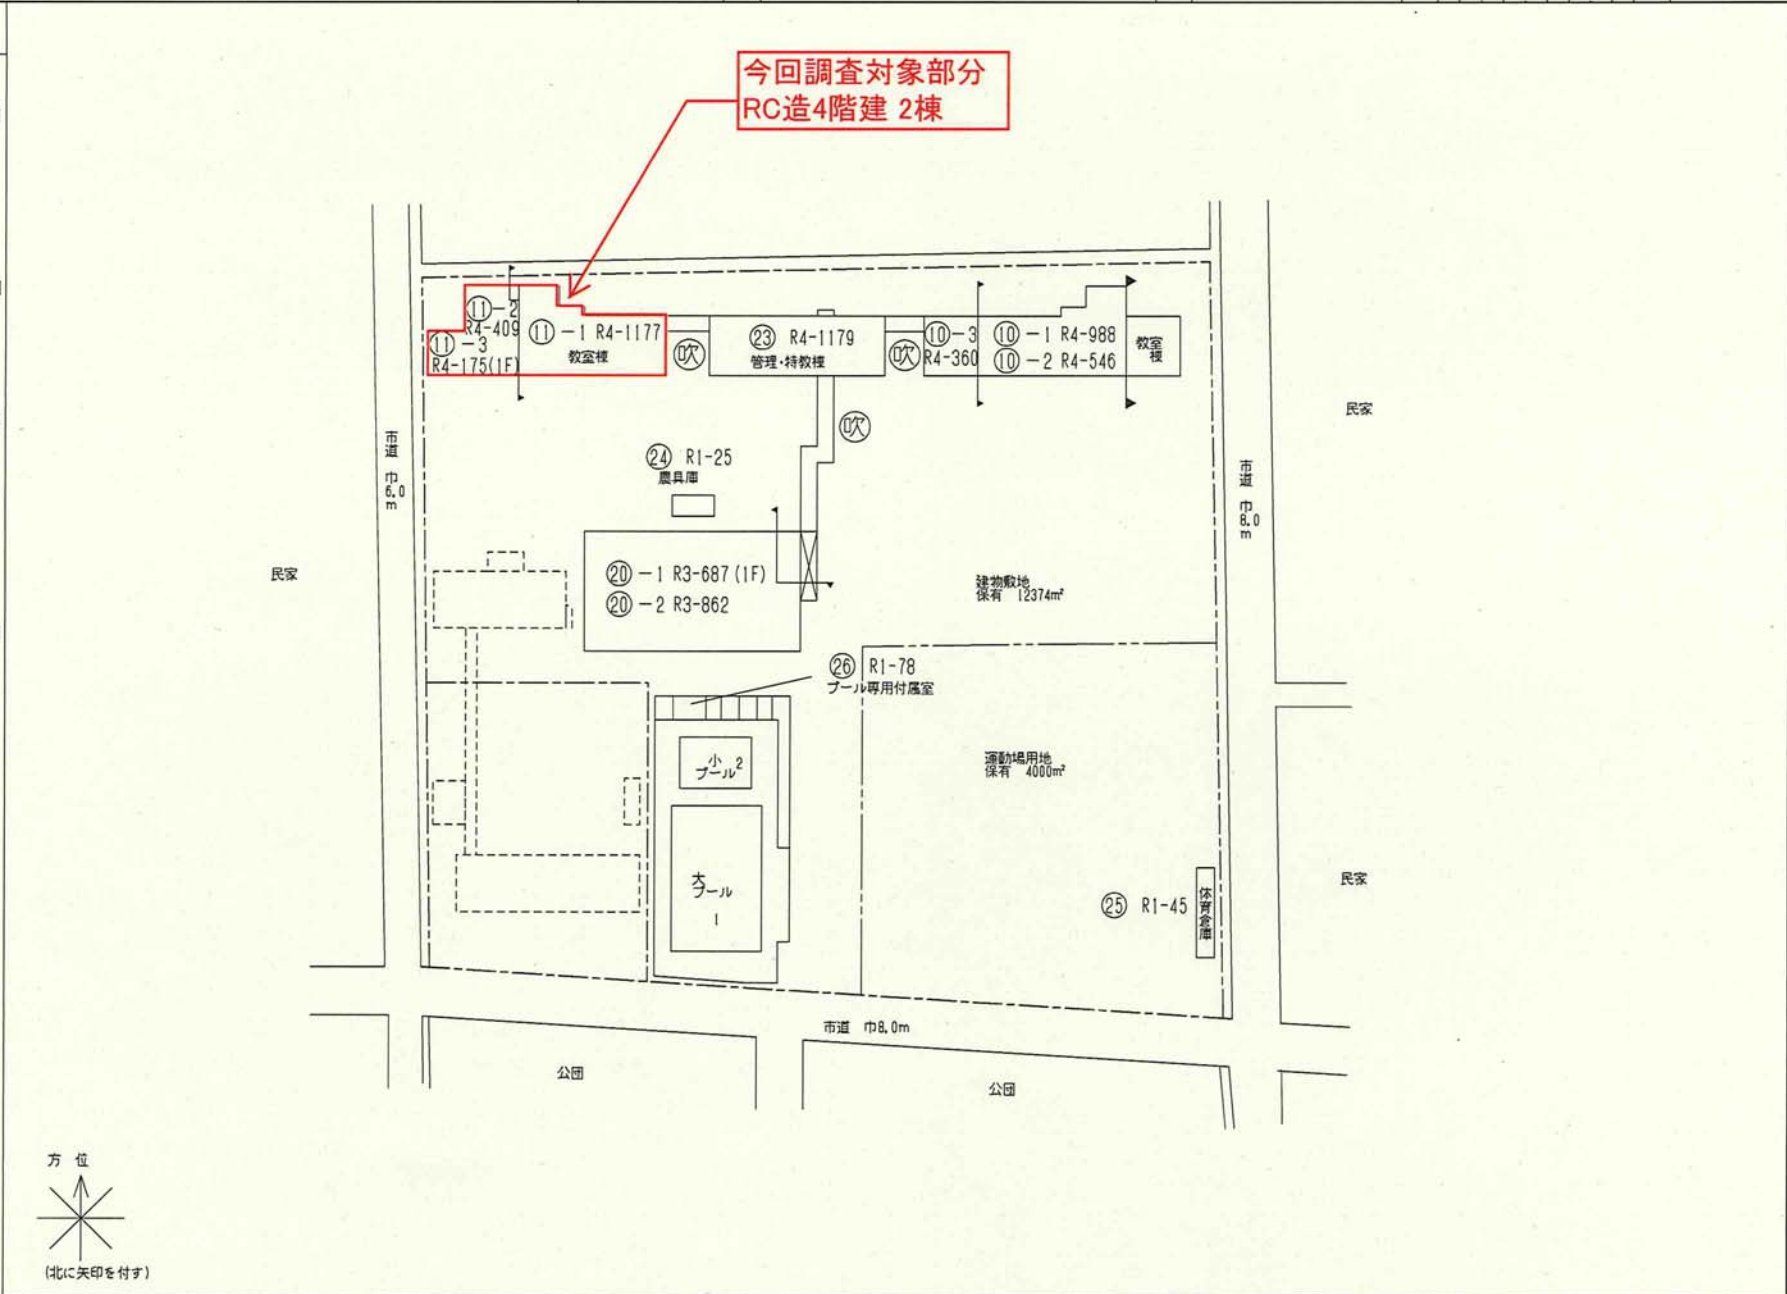 今回調査対象部分
RC造4階建 2棟
⑪-2
R4-409
⑪-3
R4-175(1F)
⑪-1 R4-1177
教室棟
吹
㉓ R4-1179
管理・特教棟
吹
⑩-3
R4-360
⑩-1 R4-988
⑩-2 R4-546
教室棟
吹
民家
市道 巾6.0m
市道 巾8.0m
㉔ R1-25
農具庫
民家
⑳-1 R3-687(1F)
⑳-2 R3-862
建物敷地
保有 12374㎡
㉖ R1-78
プール専用付属室
小プール2
運動場用地
保有 4000㎡
大プール
1
民家
㉕ R1-45
体育倉庫
市道 巾8.0m
公団
公団
方 位
(北に矢印を付す)